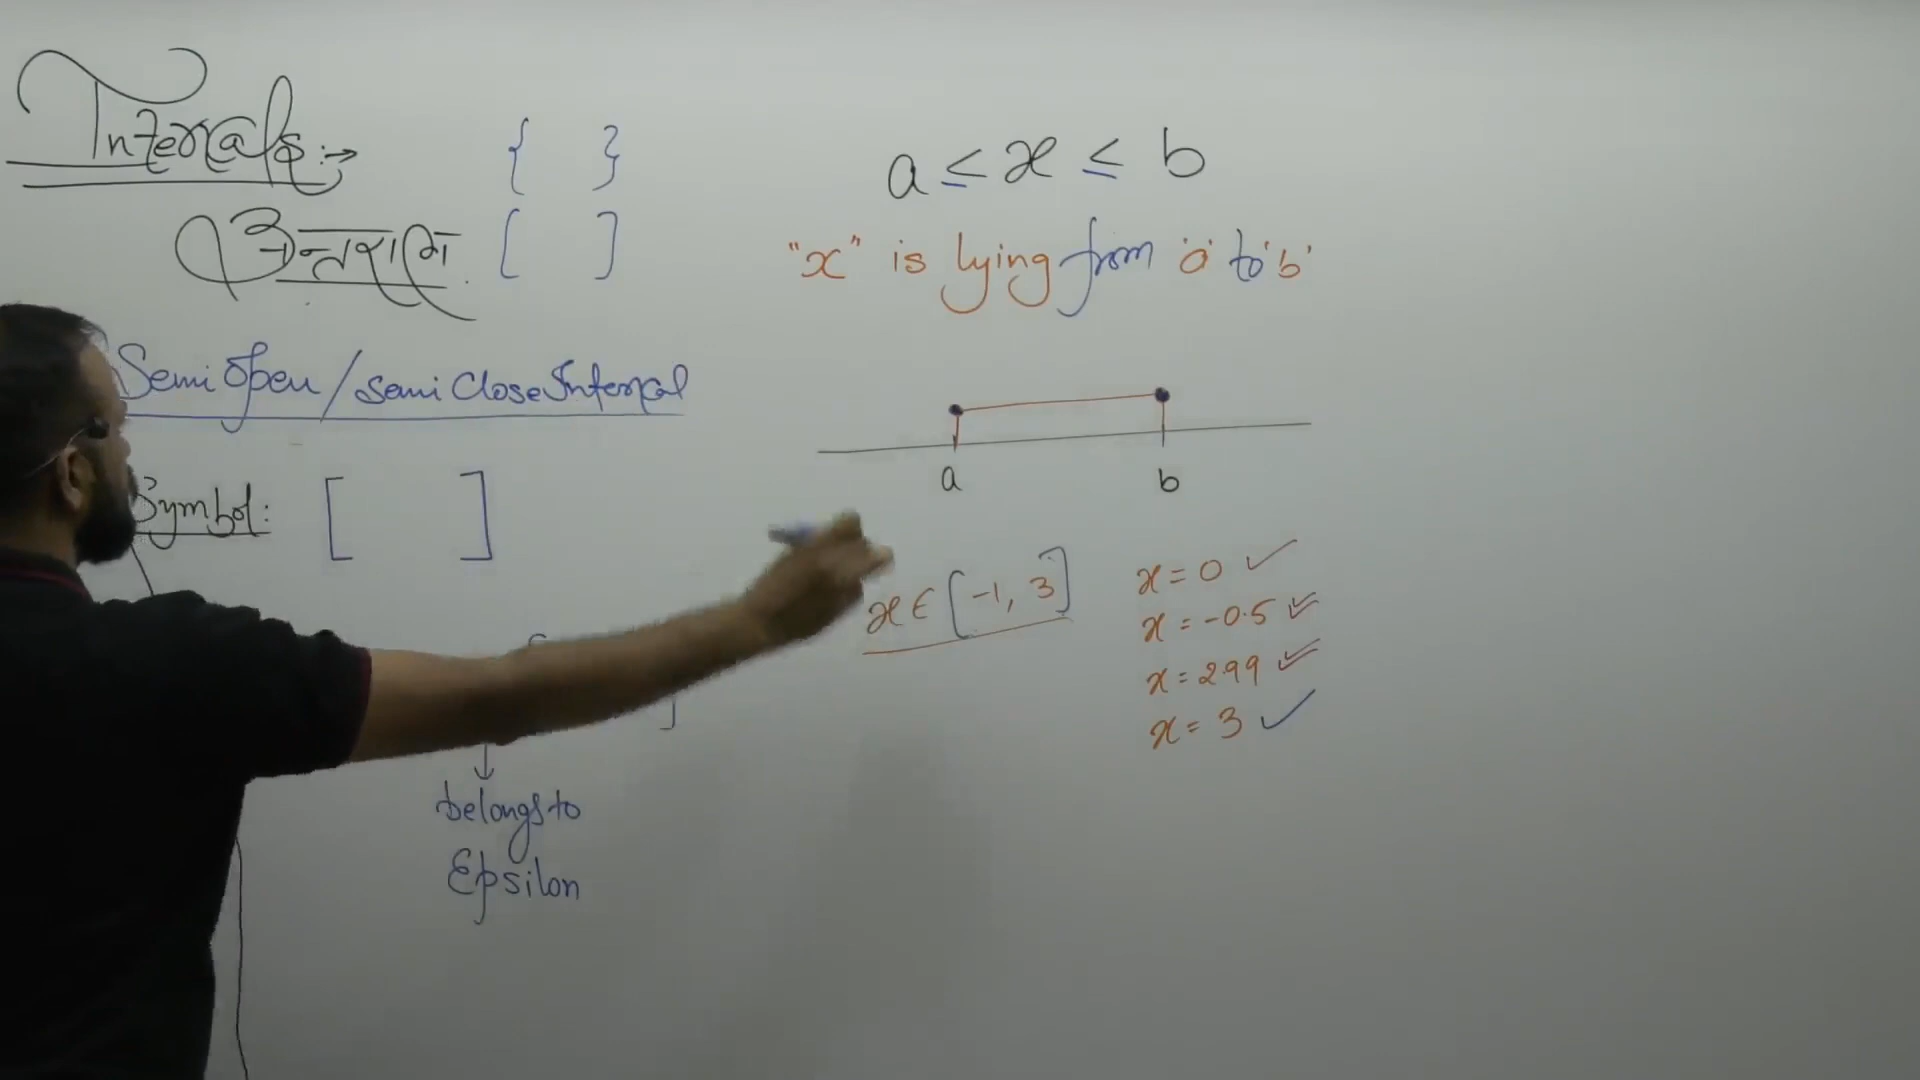 Intervals :→
{ }
अन्तराल
[ ]
Semi Open / semi Close Interval
Symbol: [ ]
belongs to
Epsilon
a ≤ x ≤ b
"x" is lying from 'a' to 'b'
a b
x ∈ [-1, 3]
x = 0 ✓
x = -0.5 ✓
x = 2.99 ✓
x = 3 ✓